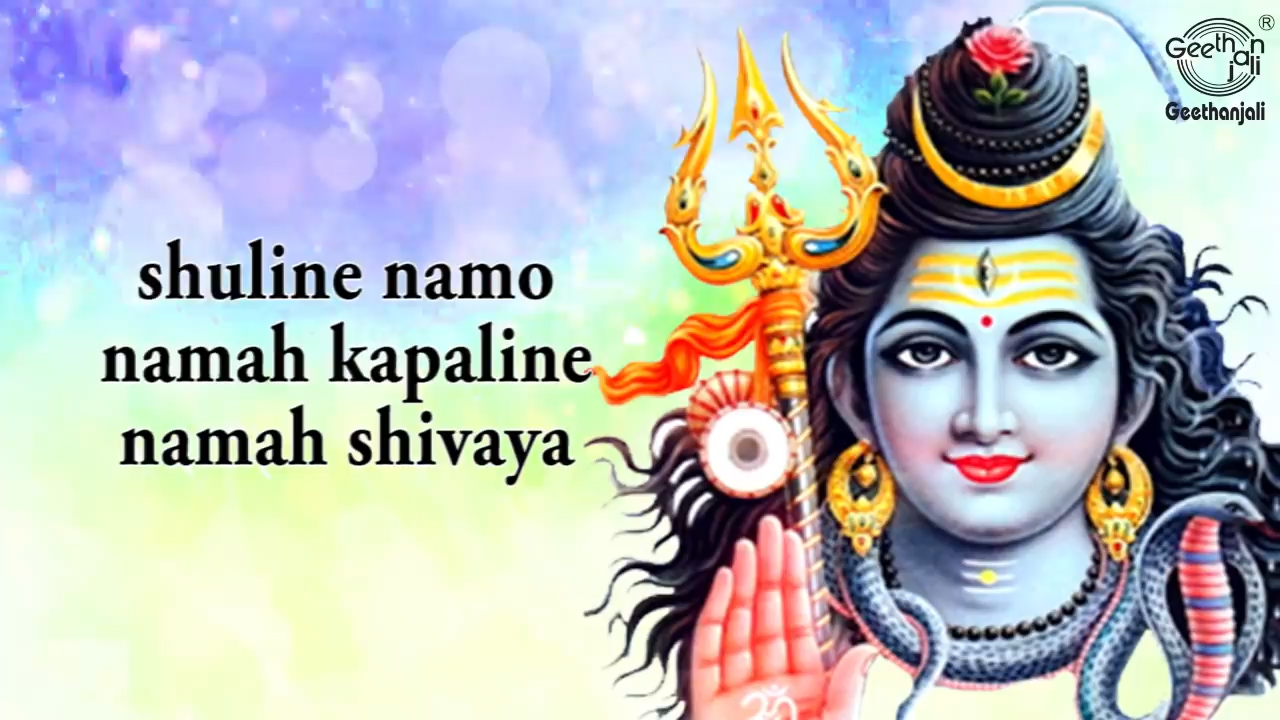 shuline namo
namah kapaline
namah shivaya
Geethanjali ®
Geethanjali
ॐ